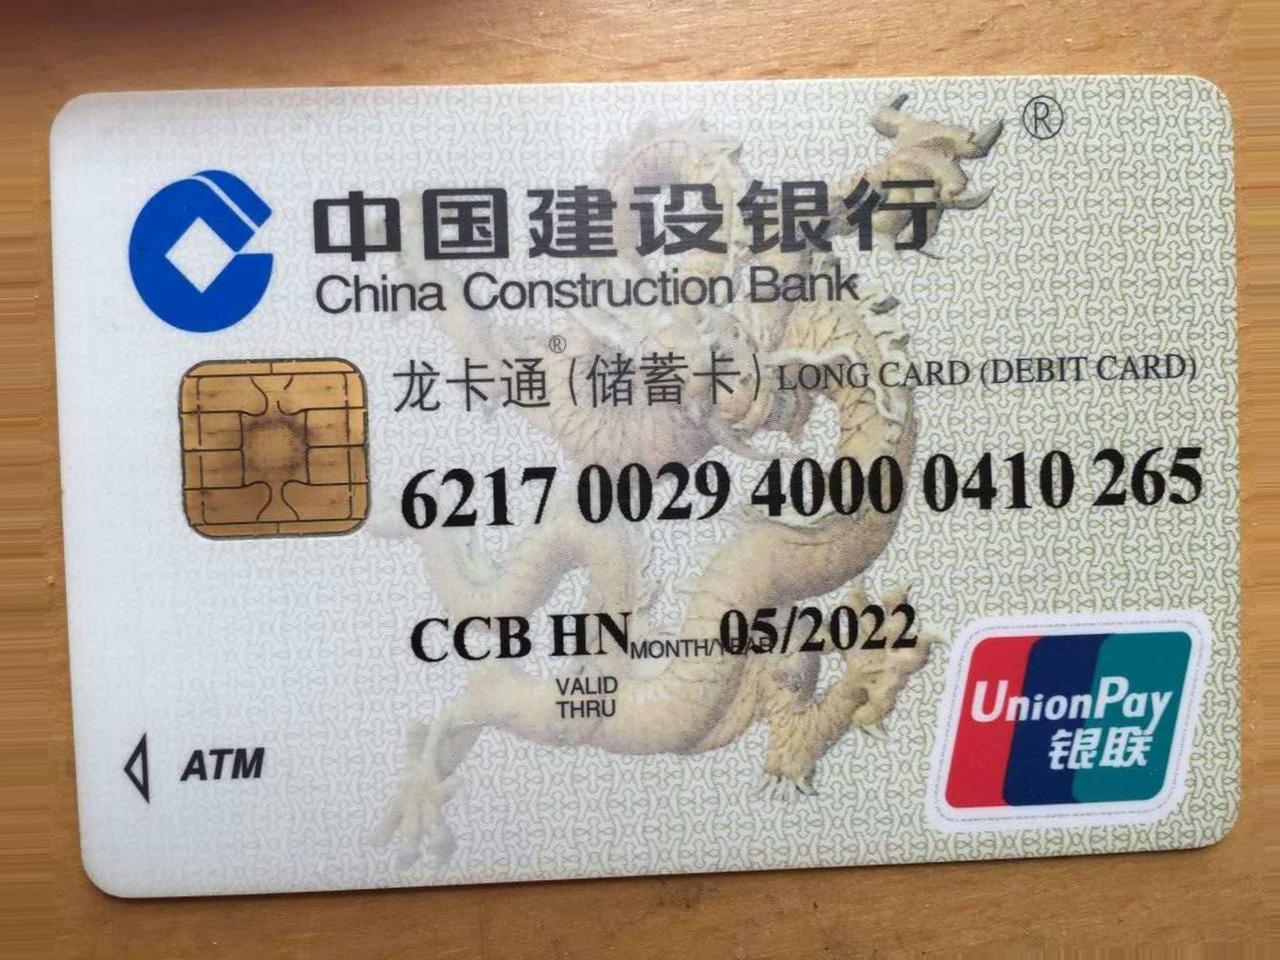 ®
中国建设银行
China Construction Bank
龙卡通®(储蓄卡) LONG CARD (DEBIT CARD)
6217 0029 4000 0410 265
CCB HN MONTH/YEAR 05/2022
VALID
THRU
ATM
UnionPay
银联